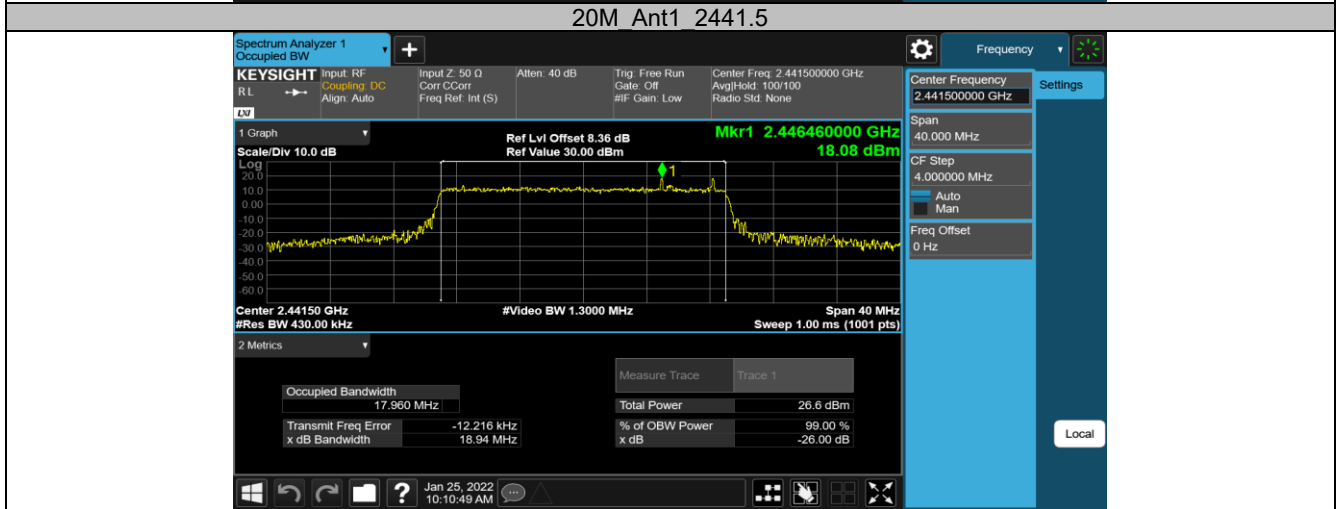 20M_Ant1_2441.5
Spectrum Analyzer 1
Occupied BW
Frequency
KEYSIGHT
R L
LXI
Input: RF
Coupling: DC
Align: Auto
Input Z: 50 Ω
Corr CCorr
Freq Ref: Int (S)
Atten: 40 dB
Trig: Free Run
Gate: Off
#IF Gain: Low
Center Freq: 2.441500000 GHz
Avg|Hold: 100/100
Radio Std: None
Center Frequency
2.441500000 GHz
Settings
Span
40.000 MHz
CF Step
4.000000 MHz
Auto
Man
Freq Offset
0 Hz
Local
1 Graph
Scale/Div 10.0 dB
Ref Lvl Offset 8.36 dB
Ref Value 30.00 dBm
Mkr1 2.446460000 GHz
18.08 dBm
Log
20.0
10.0
0.00
-10.0
-20.0
-30.0
-40.0
-50.0
-60.0
1
Center 2.44150 GHz
#Res BW 430.00 kHz
#Video BW 1.3000 MHz
Span 40 MHz
Sweep 1.00 ms (1001 pts)
2 Metrics
Measure Trace Trace 1
Occupied Bandwidth
17.960 MHz
Total Power 26.6 dBm
Transmit Freq Error -12.216 kHz
x dB Bandwidth 18.94 MHz
% of OBW Power 99.00 %
x dB -26.00 dB
Jan 25, 2022
10:10:49 AM